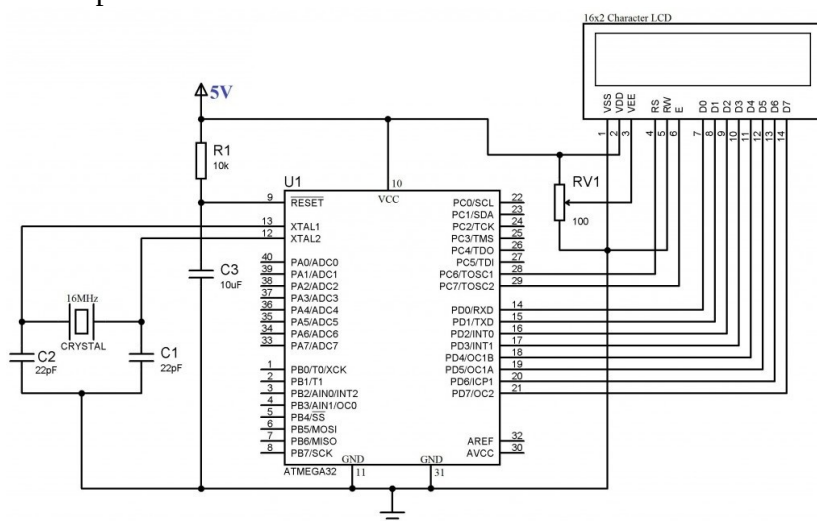 16x2 Character LCD
VSS
VDD
VEE
RS
RW
E
D0
D1
D2
D3
D4
D5
D6
D7
1
2
3
4
5
6
7
8
9
10
11
12
13
14
5V
R1
10k
RV1
100
U1
10
VCC
9 RESET
13 XTAL1
12 XTAL2
40 PA0/ADC0
39 PA1/ADC1
38 PA2/ADC2
37 PA3/ADC3
36 PA4/ADC4
35 PA5/ADC5
34 PA6/ADC6
33 PA7/ADC7
1 PB0/T0/XCK
2 PB1/T1
3 PB2/AIN0/INT2
4 PB3/AIN1/OC0
5 PB4/SS
6 PB5/MOSI
7 PB6/MISO
8 PB7/SCK
PC0/SCL 22
PC1/SDA 23
PC2/TCK 24
PC3/TMS 25
PC4/TDO 26
PC5/TDI 27
PC6/TOSC1 28
PC7/TOSC2 29
PD0/RXD 14
PD1/TXD 15
PD2/INT0 16
PD3/INT1 17
PD4/OC1B 18
PD5/OC1A 19
PD6/ICP1 20
PD7/OC2 21
AREF 32
AVCC 30
GND GND
ATMEGA32 11 31
C3
10uF
16MHz
CRYSTAL
C2
22pF
C1
22pF